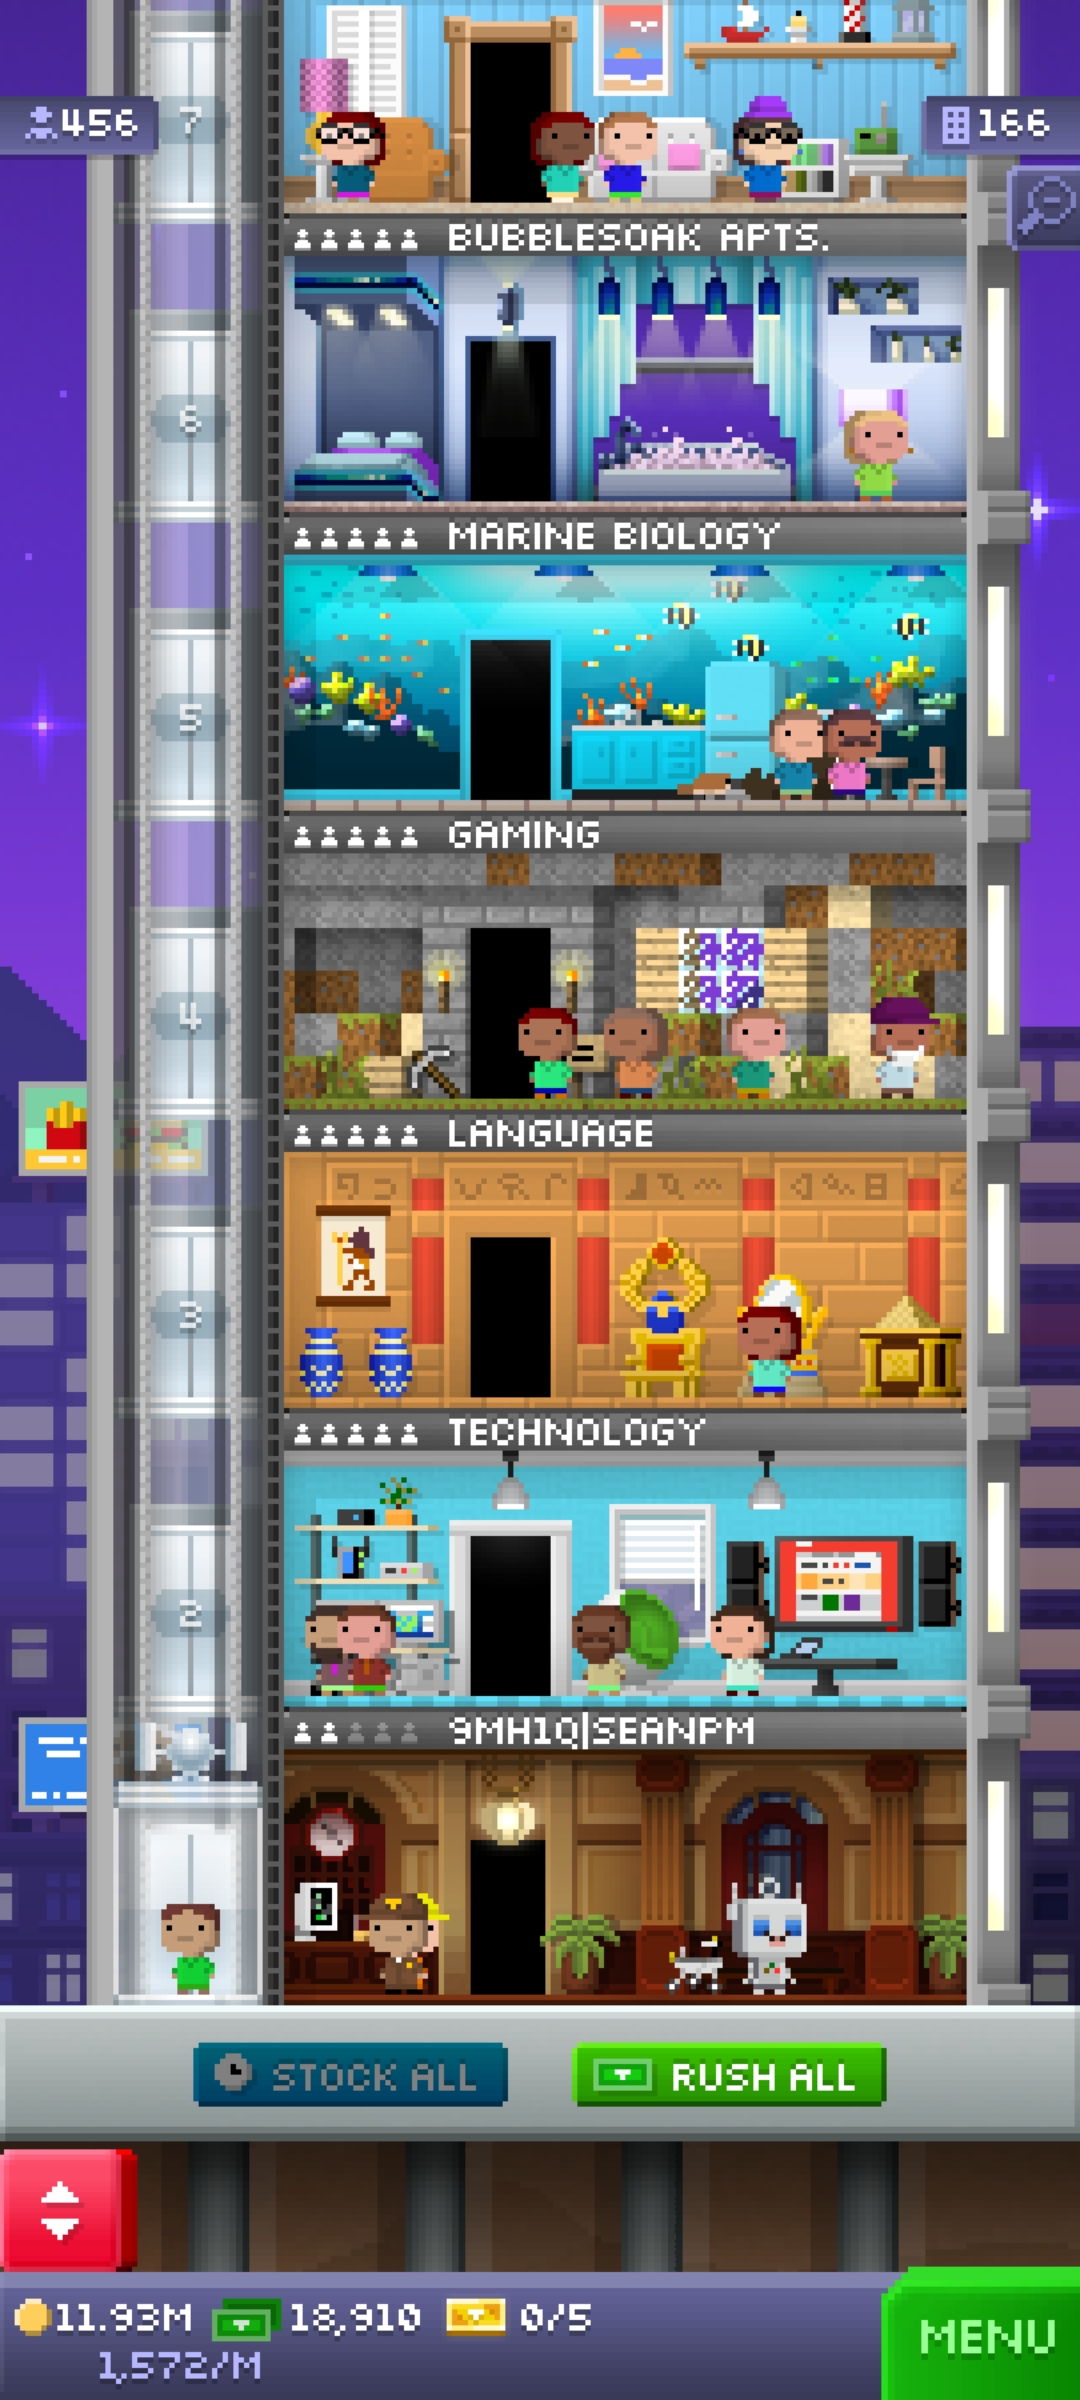 456
7
166
BUBBLESOAK APTS.
6
MARINE BIOLOGY
5
GAMING
4
LANGUAGE
3
TECHNOLOGY
2
9MH1Q|SEANPM
1
STOCK ALL
RUSH ALL
11.93M
18,910
0/5
1,572/M
MENU